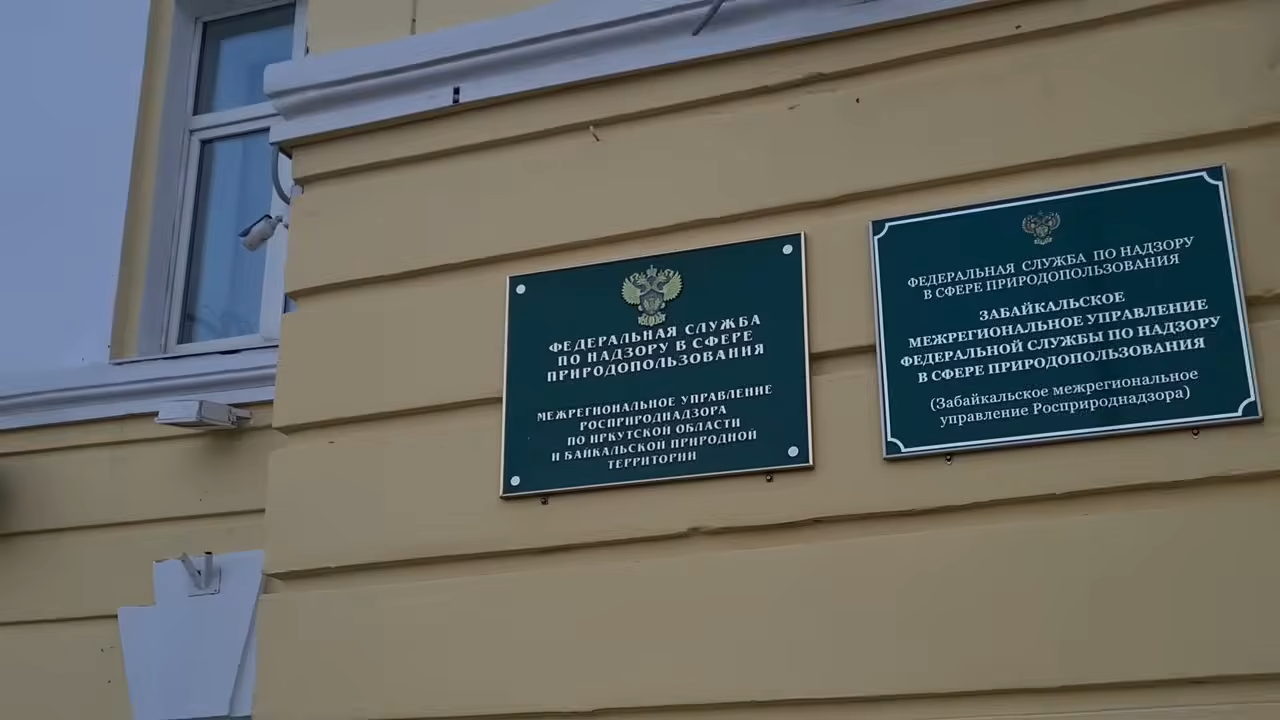 ФЕДЕРАЛЬНАЯ СЛУЖБА
ПО НАДЗОРУ В СФЕРЕ
ПРИРОДОПОЛЬЗОВАНИЯ
МЕЖРЕГИОНАЛЬНОЕ УПРАВЛЕНИЕ
РОСПРИРОДНАДЗОРА
ПО ИРКУТСКОЙ ОБЛАСТИ
И БАЙКАЛЬСКОЙ ПРИРОДНОЙ
ТЕРРИТОРИИ
ФЕДЕРАЛЬНАЯ СЛУЖБА ПО НАДЗОРУ
В СФЕРЕ ПРИРОДОПОЛЬЗОВАНИЯ
ЗАБАЙКАЛЬСКОЕ
МЕЖРЕГИОНАЛЬНОЕ УПРАВЛЕНИЕ
ФЕДЕРАЛЬНОЙ СЛУЖБЫ ПО НАДЗОРУ
В СФЕРЕ ПРИРОДОПОЛЬЗОВАНИЯ
(Забайкальское межрегиональное
управление Росприроднадзора)